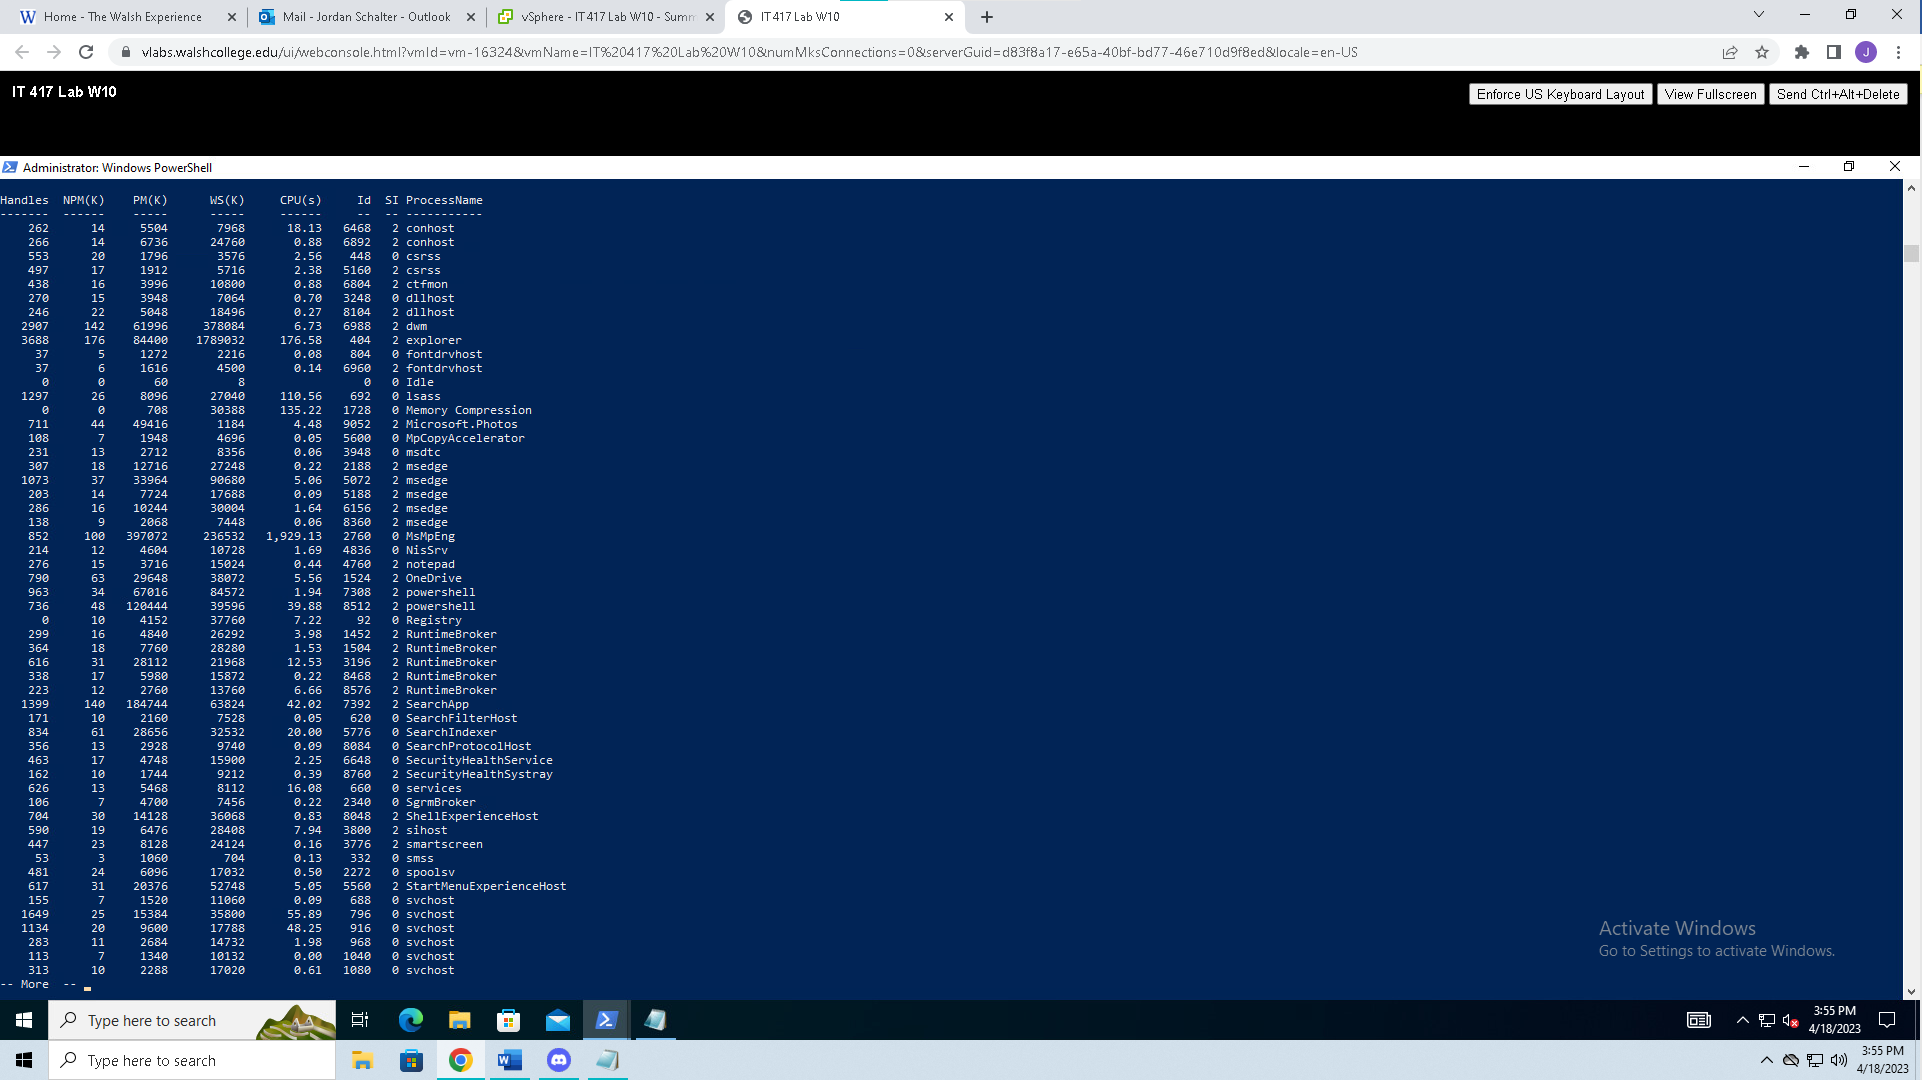 Home - The Walsh Experience
Mail - Jordan Schalter - Outlook
vSphere - IT417 Lab W10 - Summ
IT417 Lab W10
vlabs.walshcollege.edu/ui/webconsole.html?vmId=vm-16324&vmName=IT%20417%20Lab%20W10&numMksConnections=0&serverGuid=d83f8a17-e65a-40bf-bd77-46e710d9f8ed&locale=en-US
J
IT 417 Lab W10
Enforce US Keyboard Layout
View Fullscreen
Send Ctrl+Alt+Delete
Administrator: Windows PowerShell
Handles NPM(K) PM(K) WS(K) CPU(s) Id SI ProcessName
------- ------ ----- ----- ------ -- -- -----------
262 14 5504 7968 18.13 6468 2 conhost
266 14 6736 24760 0.88 6892 2 conhost
553 20 1796 3576 2.56 448 0 csrss
497 17 1912 5716 2.38 5160 2 csrss
438 16 3996 10800 0.88 6804 2 ctfmon
270 15 3948 7064 0.70 3248 0 dllhost
246 22 5048 18496 0.27 8104 2 dllhost
2907 142 61996 378084 6.73 6988 2 dwm
3688 176 84400 1789032 176.58 404 2 explorer
37 5 1272 2216 0.08 804 0 fontdrvhost
37 6 1616 4500 0.14 6960 2 fontdrvhost
0 0 60 8 0 0 Idle
1297 26 8096 27040 110.56 692 0 lsass
0 0 708 30388 135.22 1728 0 Memory Compression
711 44 49416 1184 4.48 9052 2 Microsoft.Photos
108 7 1948 4696 0.05 5600 0 MpCopyAccelerator
231 13 2712 8356 0.06 3948 0 msdtc
307 18 12716 27248 0.22 2188 2 msedge
1073 37 33964 90680 5.06 5072 2 msedge
203 14 7724 17688 0.09 5188 2 msedge
286 16 10244 30004 1.64 6156 2 msedge
138 9 2068 7448 0.06 8360 2 msedge
852 100 397072 236532 1,929.13 2760 0 MsMpEng
214 12 4604 10728 1.69 4836 0 NisSrv
276 15 3716 15024 0.44 4760 2 notepad
790 63 29648 38072 5.56 1524 2 OneDrive
963 34 67016 84572 1.94 7308 2 powershell
736 48 120444 39596 39.88 8512 2 powershell
0 10 4152 37760 7.22 92 0 Registry
299 16 4840 26292 3.98 1452 2 RuntimeBroker
364 18 7760 28280 1.53 1504 2 RuntimeBroker
616 31 28112 21968 12.53 3196 2 RuntimeBroker
338 17 5980 15872 0.22 8468 2 RuntimeBroker
223 12 2760 13760 6.66 8576 2 RuntimeBroker
1399 140 184744 63824 42.02 7392 2 SearchApp
171 10 2160 7528 0.05 620 0 SearchFilterHost
834 61 28656 32532 20.00 5776 0 SearchIndexer
356 13 2928 9740 0.09 8084 0 SearchProtocolHost
463 17 4748 15900 2.25 6648 0 SecurityHealthService
162 10 1744 9212 0.39 8760 2 SecurityHealthSystray
626 13 5468 8112 16.08 660 0 services
106 7 4700 7456 0.22 2340 0 SgrmBroker
704 30 14128 36068 0.83 8048 2 ShellExperienceHost
590 19 6476 28408 7.94 3800 2 sihost
447 23 8128 24124 0.16 3776 2 smartscreen
53 3 1060 704 0.13 332 0 smss
481 24 6096 17032 0.50 2272 0 spoolsv
617 31 20376 52748 5.05 5560 2 StartMenuExperienceHost
155 7 1520 11060 0.09 688 0 svchost
1649 25 15384 35800 55.89 796 0 svchost
1134 20 9600 17788 48.25 916 0 svchost
283 11 2684 14732 1.98 968 0 svchost
113 7 1340 10132 0.00 1040 0 svchost
313 10 2288 17020 0.61 1080 0 svchost
-- More --
Activate Windows
Go to Settings to activate Windows.
Type here to search
3:55 PM
4/18/2023
Type here to search
3:55 PM
4/18/2023